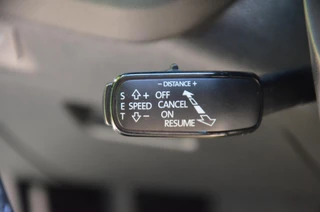 - DISTANCE +
S + OFF
E SPEED CANCEL
T - ON
RESUME